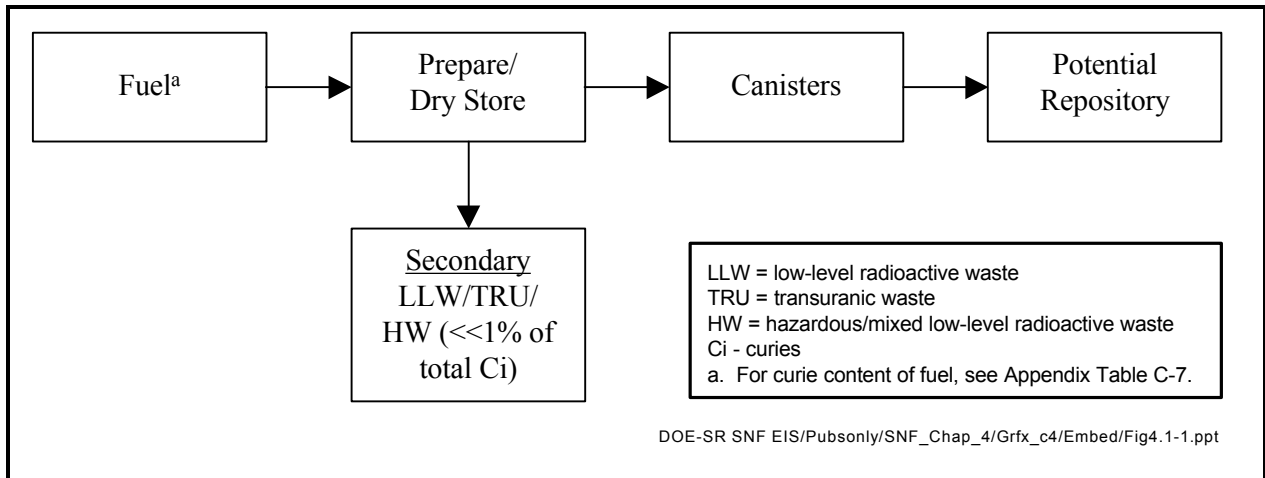 Fuelª
Prepare/
Dry Store
Canisters
Potential
Repository
Secondary
LLW/TRU/
HW (<<1% of
total Ci)
LLW = low-level radioactive waste
TRU = transuranic waste
HW = hazardous/mixed low-level radioactive waste
Ci - curies
a. For curie content of fuel, see Appendix Table C-7.
DOE-SR SNF EIS/Pubsonly/SNF_Chap_4/Grfx_c4/Embed/Fig4.1-1.ppt